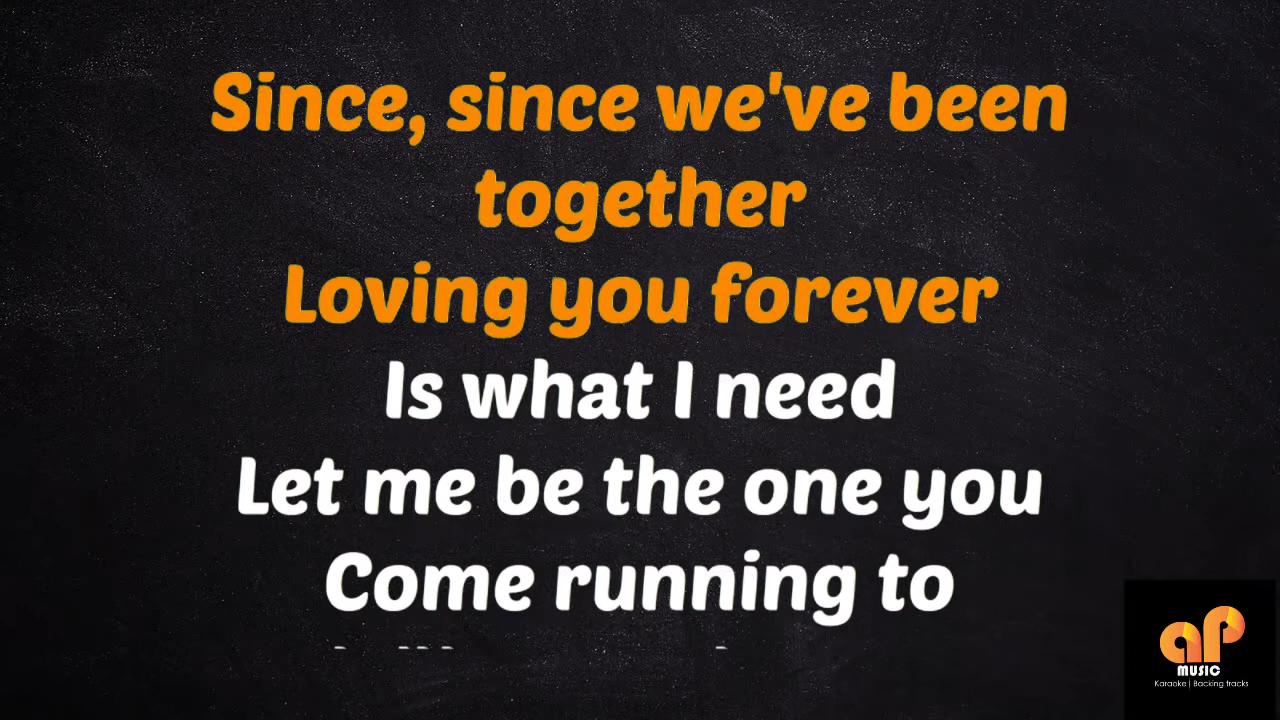 Since, since we've been
together
Loving you forever
Is what I need
Let me be the one you
Come running to
ap
MUSIC
Karaoke | Backing tracks